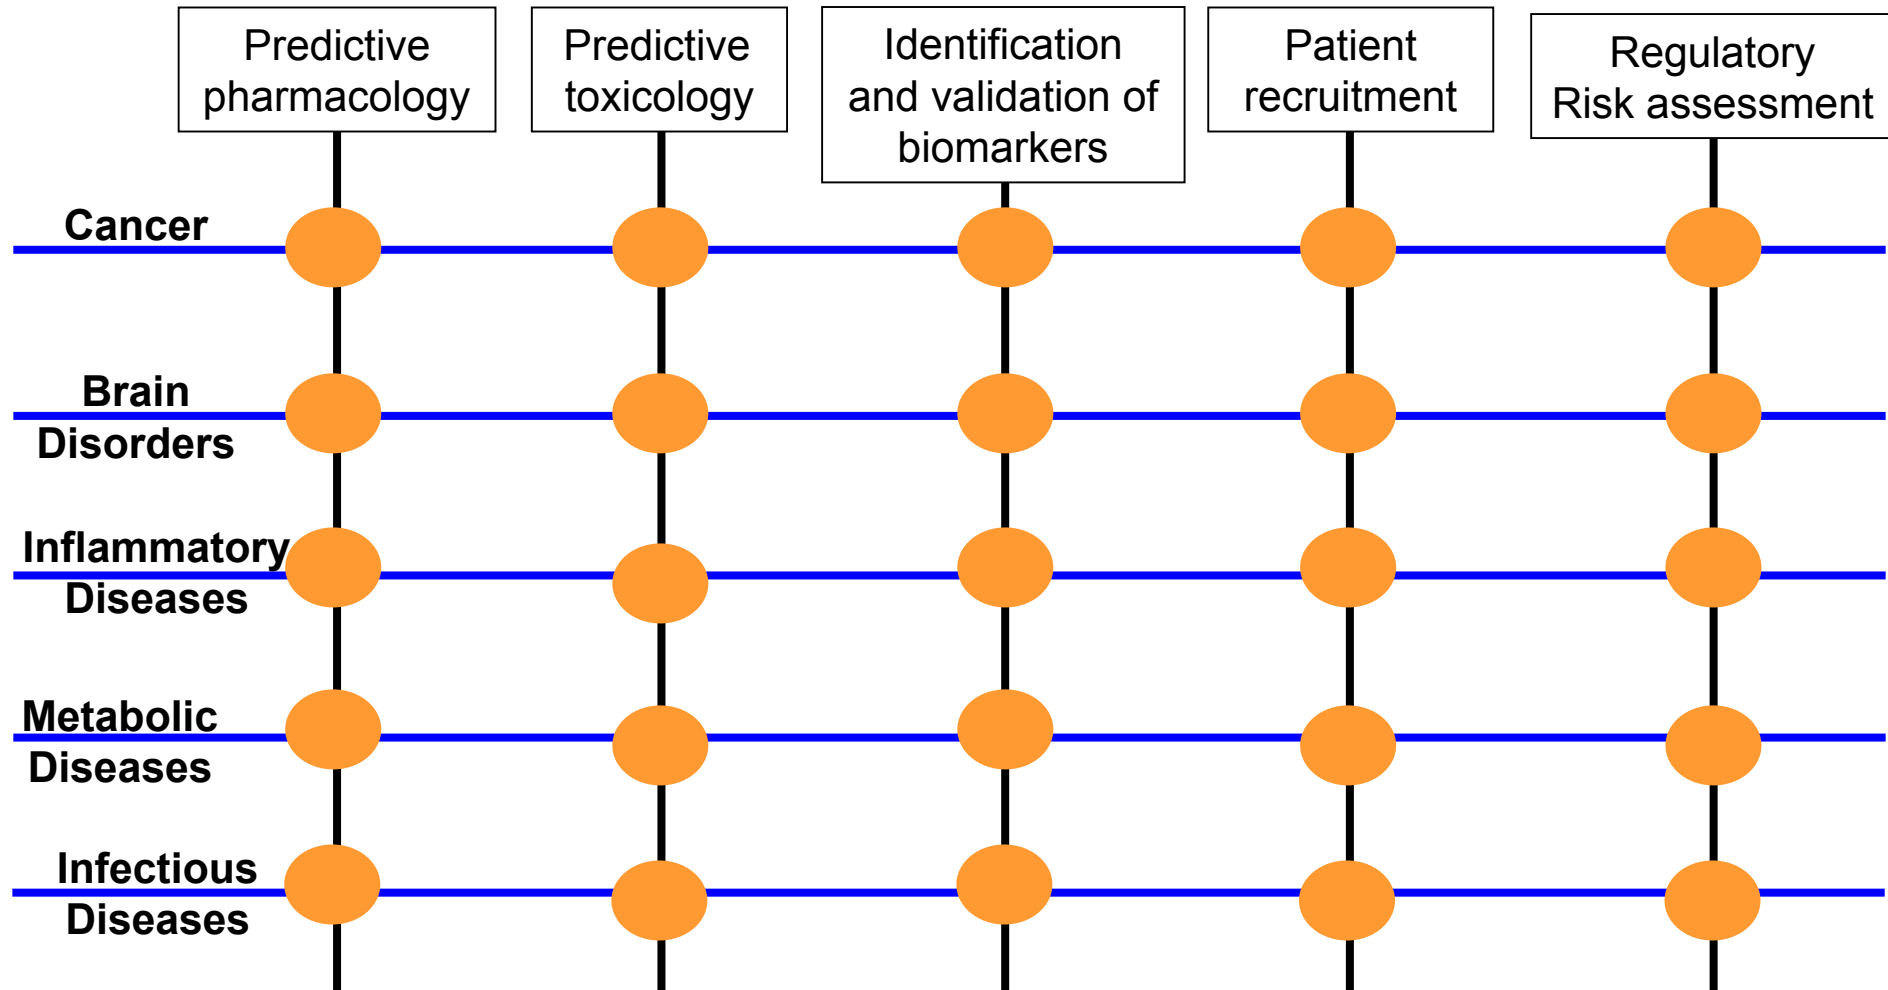 Predictive
pharmacology
Predictive
toxicology
Identification
and validation of
biomarkers
Patient
recruitment
Regulatory
Risk assessment
Cancer
Brain
Disorders
Inflammatory
Diseases
Metabolic
Diseases
Infectious
Diseases